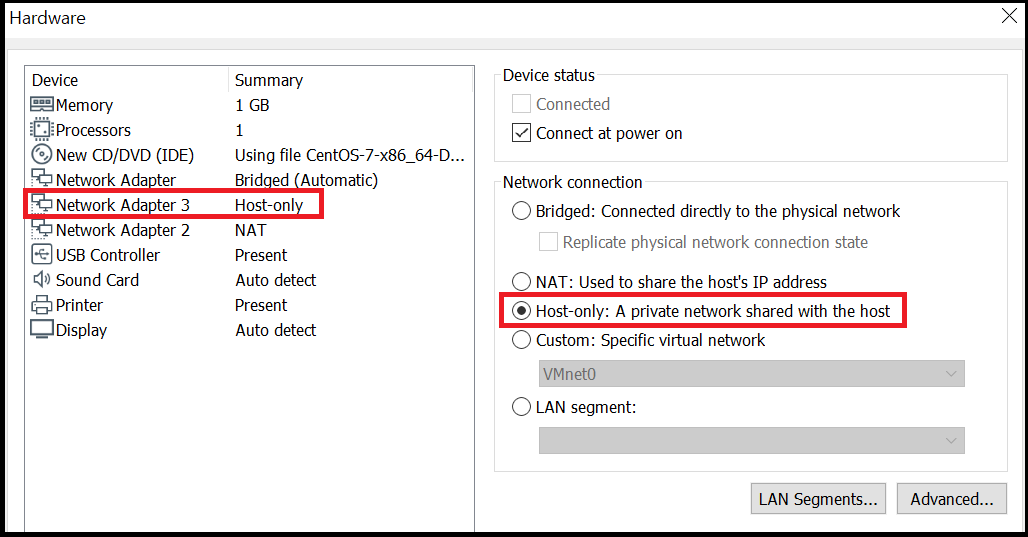 Hardware
Device Summary
Memory 1 GB
Processors 1
New CD/DVD (IDE) Using file CentOS-7-x86_64-D...
Network Adapter Bridged (Automatic)
Network Adapter 3 Host-only
Network Adapter 2 NAT
USB Controller Present
Sound Card Auto detect
Printer Present
Display Auto detect
Device status
Connected
Connect at power on
Network connection
Bridged: Connected directly to the physical network
Replicate physical network connection state
NAT: Used to share the host's IP address
Host-only: A private network shared with the host
Custom: Specific virtual network
VMnet0
LAN segment:
LAN Segments... Advanced...